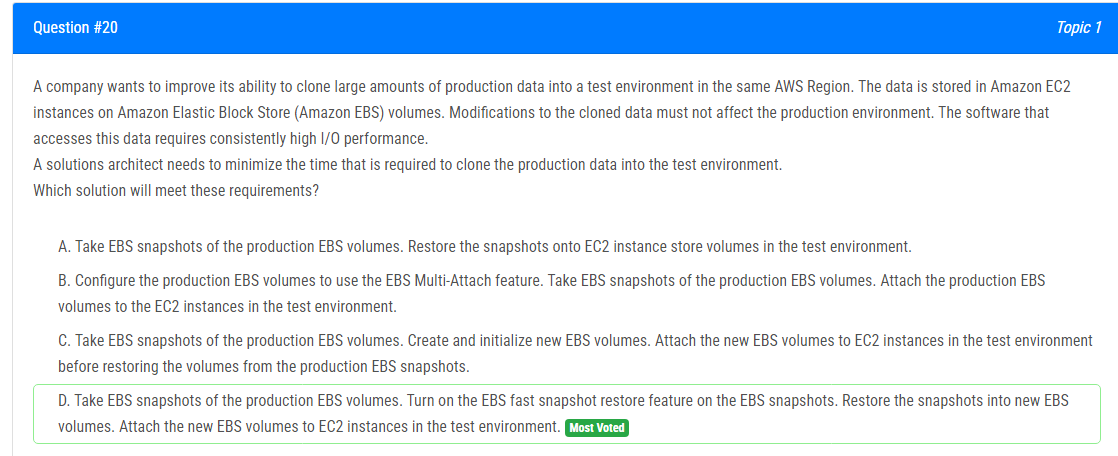 Question #20
Topic 1
A company wants to improve its ability to clone large amounts of production data into a test environment in the same AWS Region. The data is stored in Amazon EC2
instances on Amazon Elastic Block Store (Amazon EBS) volumes. Modifications to the cloned data must not affect the production environment. The software that
accesses this data requires consistently high I/O performance.
A solutions architect needs to minimize the time that is required to clone the production data into the test environment.
Which solution will meet these requirements?
A. Take EBS snapshots of the production EBS volumes. Restore the snapshots onto EC2 instance store volumes in the test environment.
B. Configure the production EBS volumes to use the EBS Multi-Attach feature. Take EBS snapshots of the production EBS volumes. Attach the production EBS
volumes to the EC2 instances in the test environment.
C. Take EBS snapshots of the production EBS volumes. Create and initialize new EBS volumes. Attach the new EBS volumes to EC2 instances in the test environment
before restoring the volumes from the production EBS snapshots.
D. Take EBS snapshots of the production EBS volumes. Turn on the EBS fast snapshot restore feature on the EBS snapshots. Restore the snapshots into new EBS
volumes. Attach the new EBS volumes to EC2 instances in the test environment. Most Voted